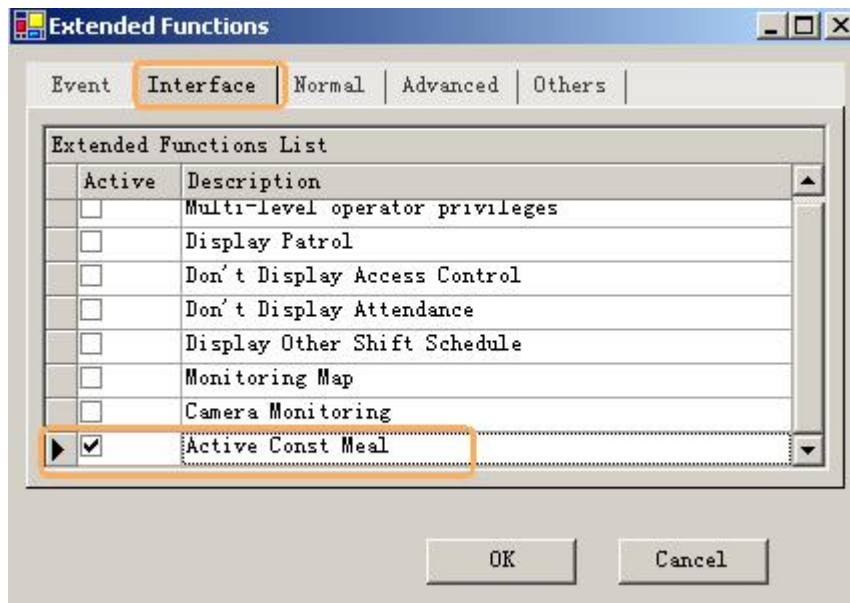 Extended Functions
Event Interface Normal Advanced Others
Extended Functions List
Active Description
Multi-level operator privileges
Display Patrol
Don't Display Access Control
Don't Display Attendance
Display Other Shift Schedule
Monitoring Map
Camera Monitoring
Active Const Meal
OK Cancel